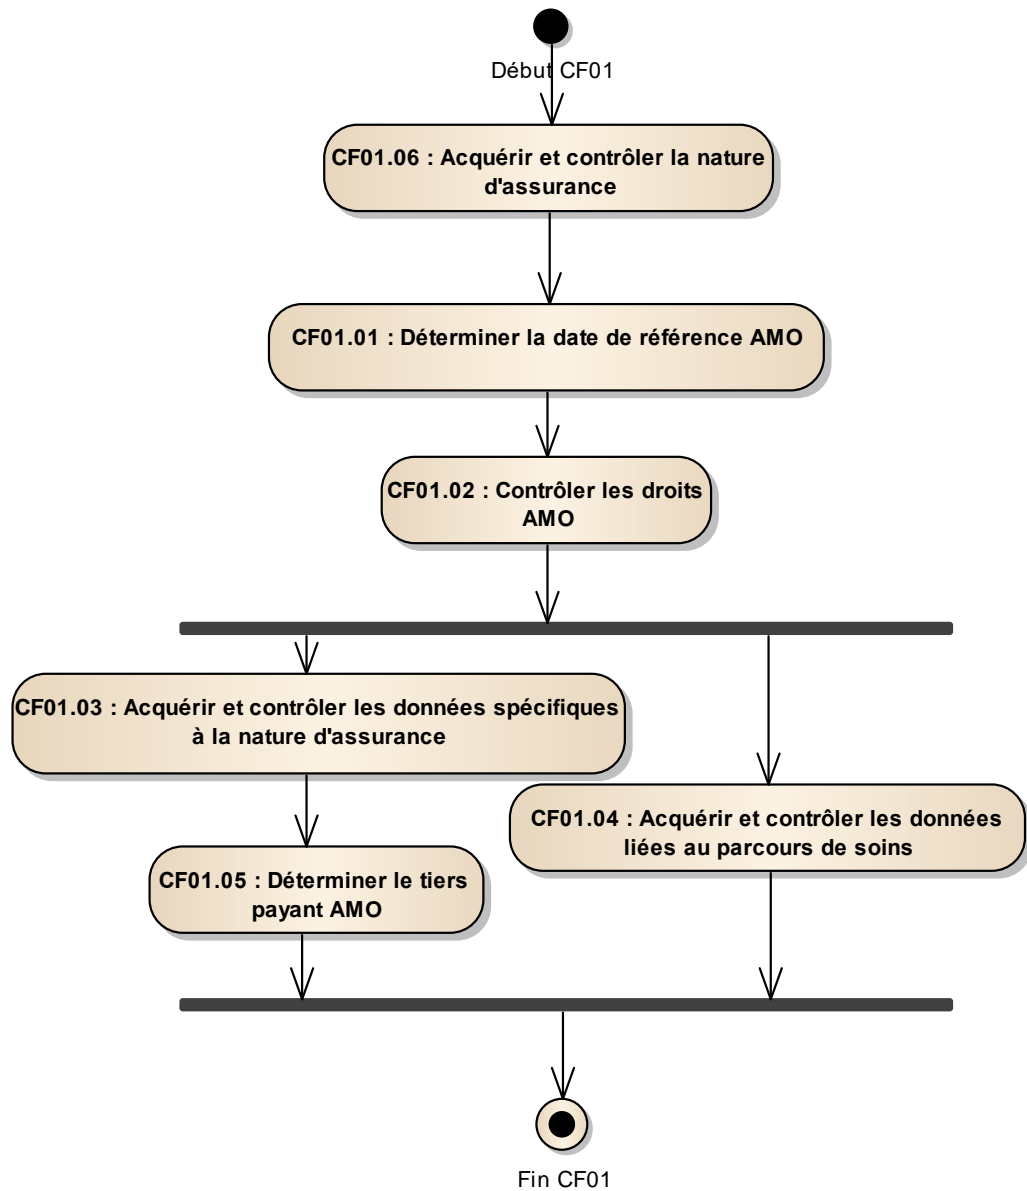 Début CF01
CF01.06 : Acquérir et contrôler la nature
d'assurance
CF01.01 : Déterminer la date de référence AMO
CF01.02 : Contrôler les droits
AMO
CF01.03 : Acquérir et contrôler les données spécifiques
à la nature d'assurance
CF01.04 : Acquérir et contrôler les données
liées au parcours de soins
CF01.05 : Déterminer le tiers
payant AMO
Fin CF01